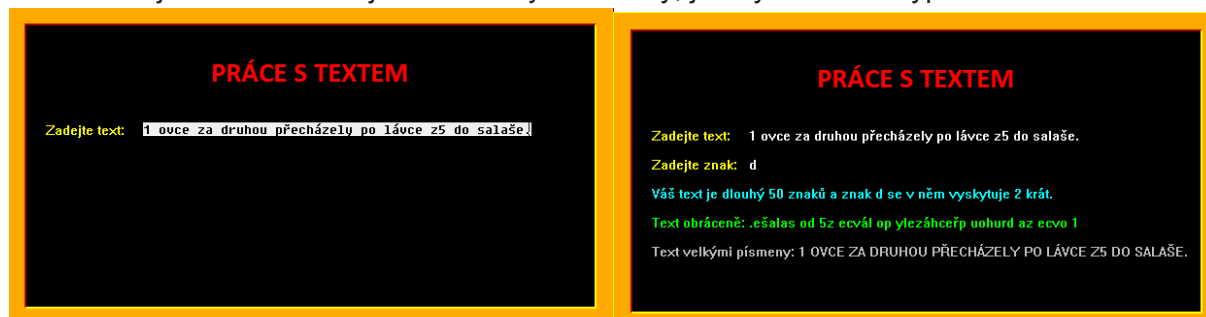 PRÁCE S TEXTEM
Zadejte text: 1 ovce za druhou přecházely po lávce z5 do salaše.
PRÁCE S TEXTEM
Zadejte text: 1 ovce za druhou přecházely po lávce z5 do salaše.
Zadejte znak: d
Váš text je dlouhý 50 znaků a znak d se v něm vyskytuje 2 krát.
Text obráceně: .ešalas od 5z ecvál op ylezáhceřp uohurd az ecvo 1
Text velkými písmeny: 1 OVCE ZA DRUHOU PŘECHÁZELY PO LÁVCE Z5 DO SALAŠE.